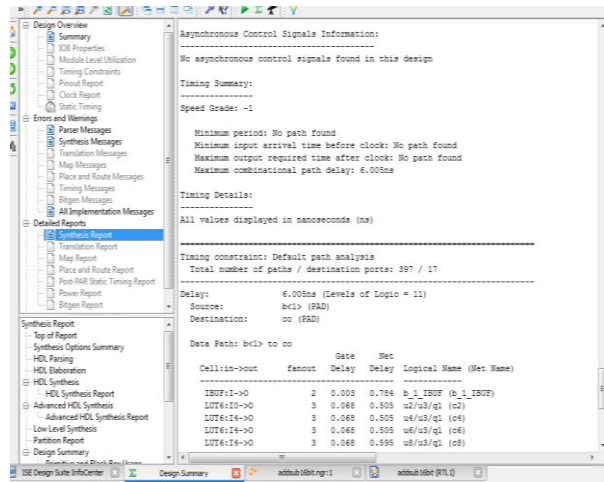 Design Overview
Summary
IOB Properties
Module Level Utilization
Timing Constraints
Pinout Report
Clock Report
Static Timing
Errors and Warnings
Parser Messages
Synthesis Messages
Translation Messages
Map Messages
Place and Route Messages
Timing Messages
Bitgen Messages
All Implementation Messages
Detailed Reports
Synthesis Report
Translation Report
Map Report
Place and Route Report
Post-PAR Static Timing Report
Power Report
Bitgen Report
Synthesis Report
Top of Report
Synthesis Options Summary
HDL Parsing
HDL Elaboration
HDL Synthesis
HDL Synthesis Report
Advanced HDL Synthesis
Advanced HDL Synthesis Report
Low Level Synthesis
Partition Report
Design Summary
Primitive and Black Box Usage
Asynchronous Control Signals Information:
----------------------------------------
No asynchronous control signals found in this design
Timing Summary:
---------------
Speed Grade: -1
Minimum period: No path found
Minimum input arrival time before clock: No path found
Maximum output required time after clock: No path found
Maximum combinational path delay: 6.005ns
Timing Details:
---------------
All values displayed in nanoseconds (ns)
Timing constraint: Default path analysis
Total number of paths / destination ports: 397 / 17
Delay: 6.005ns (Levels of Logic = 11)
Source: b<1> (PAD)
Destination: co (PAD)
Data Path: b<1> to co
Gate Net
Cell:in->out fanout Delay Delay Logical Name (Net Name)
IBUF:I->O 2 0.003 0.784 b_1_IBUF (b_1_IBUF)
LUT6:I0->O 3 0.068 0.505 u2/u3/q1 (c2)
LUT6:I4->O 3 0.068 0.505 u4/u3/q1 (c4)
LUT6:I4->O 3 0.068 0.505 u6/u3/q1 (c6)
LUT6:I4->O 3 0.068 0.595 u8/u3/q1 (c8)
ISE Design Suite InfoCenter
Design Summary
addsub16bit.ngr:1
addsub16bit (RTL1)